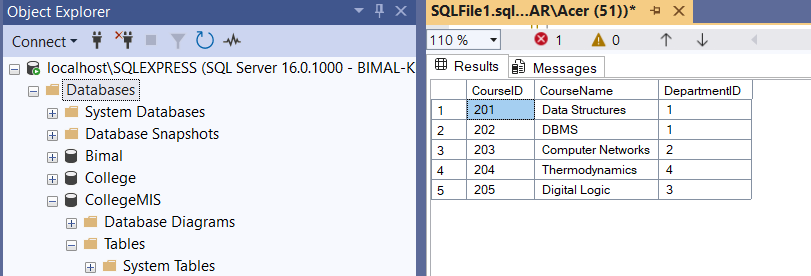 Object Explorer
Connect
localhost\SQLEXPRESS (SQL Server 16.0.1000 - BIMAL-K
Databases
System Databases
Database Snapshots
Bimal
College
CollegeMIS
Database Diagrams
Tables
System Tables
SQLFile1.sql...AR\Acer (51))*
110 % 1 0
Results Messages
CourseID CourseName DepartmentID
1 201 Data Structures 1
2 202 DBMS 1
3 203 Computer Networks 2
4 204 Thermodynamics 4
5 205 Digital Logic 3